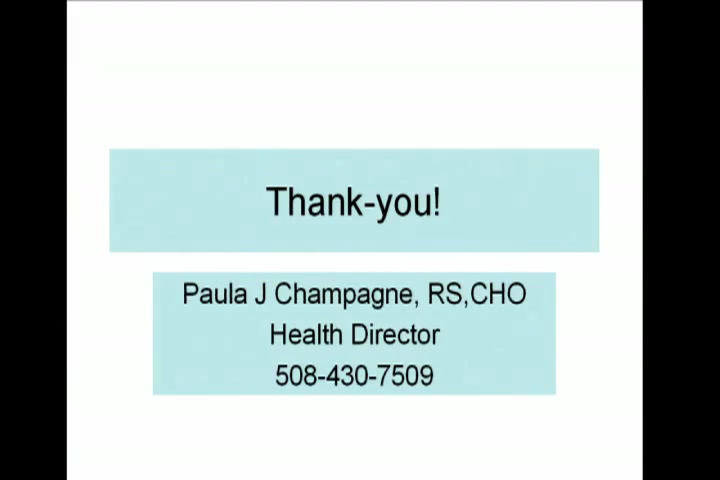 Thank-you!
Paula J Champagne, RS,CHO
Health Director
508-430-7509